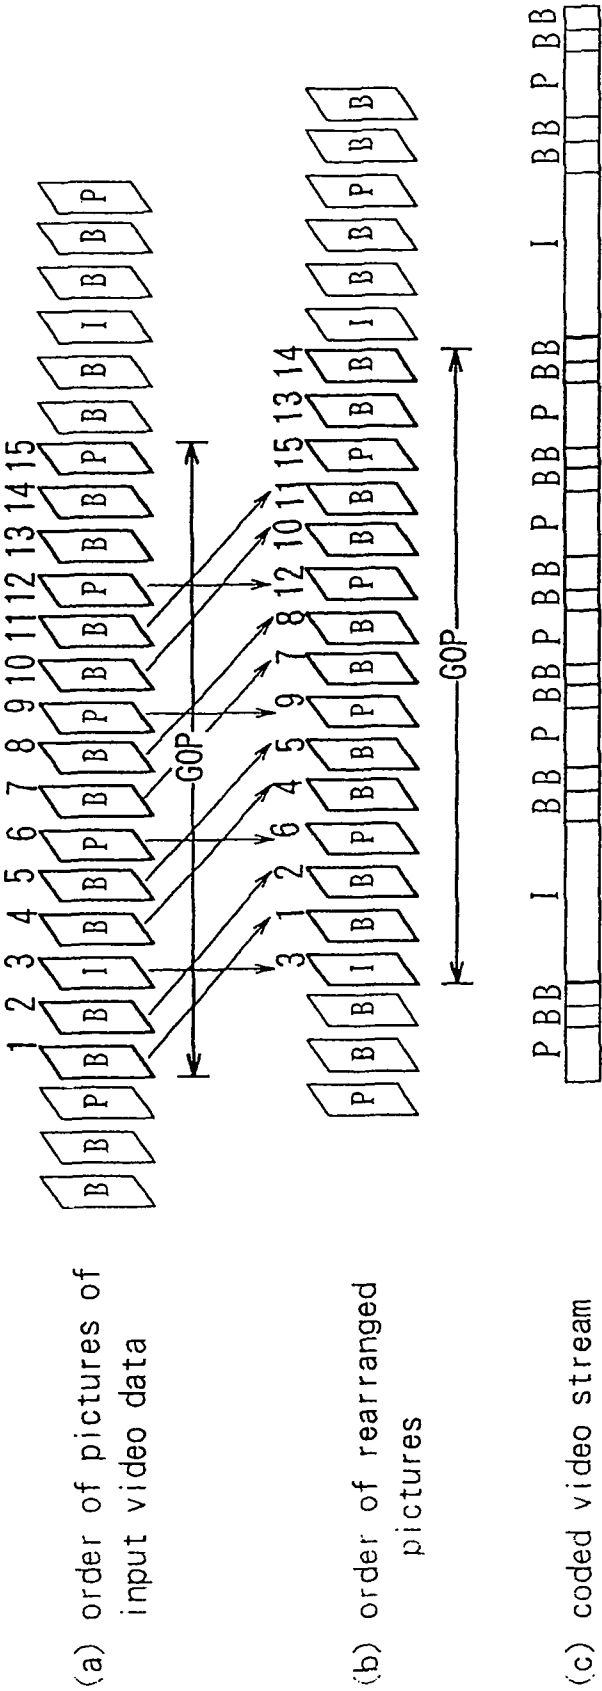 1 2 3 4 5 6 7 8 9 10 11 12 13 14 15
(a) order of pictures of
input video data
B B P B B I B B P B B P B B P B B P B B I B B P
GOP
3 1 2 6 4 5 9 7 8 12 10 11 15 13 14
(b) order of rearranged
pictures
P B B I B B P B B P B B P B B P B B I B B P B B
GOP
P BB I BB P BB P BB P BB P BB I BB P BB
(c) coded video stream